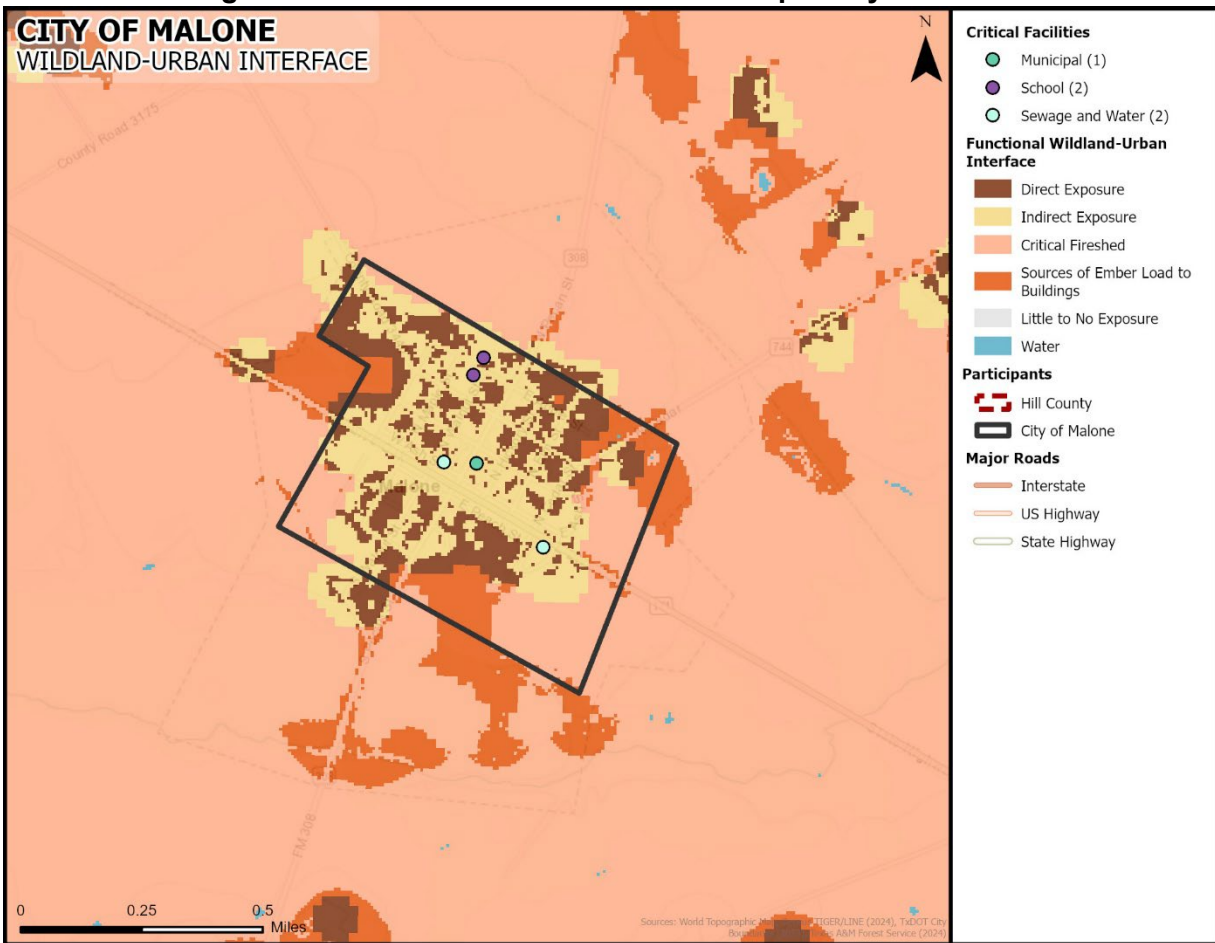 CITY OF MALONE
WILDLAND-URBAN INTERFACE
N
County Road 3175
308
744
Malone
FM 308
0 0.25 0.5
Miles
Critical Facilities
Municipal (1)
School (2)
Sewage and Water (2)
Functional Wildland-Urban
Interface
Direct Exposure
Indirect Exposure
Critical Fireshed
Sources of Ember Load to
Buildings
Little to No Exposure
Water
Participants
Hill County
City of Malone
Major Roads
Interstate
US Highway
State Highway
Sources: World Topographic TIGER/LINE (2024), TxDOT City
A&M Forest Service (2024)